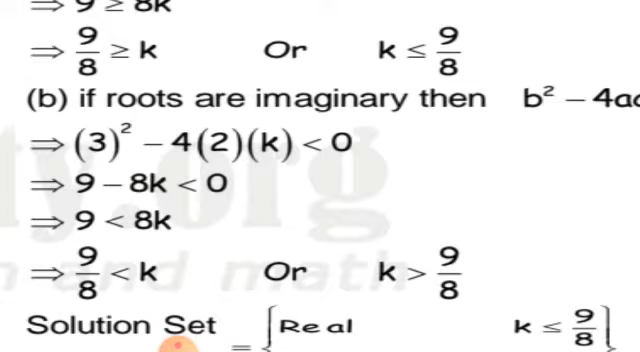 ⇒ 9 ≥ 8k
⇒ 9/8 ≥ k Or k ≤ 9/8
(b) if roots are imaginary then b² − 4ac
⇒ (3)² − 4(2)(k) < 0
⇒ 9 − 8k < 0
⇒ 9 < 8k
⇒ 9/8 < k Or k > 9/8
Solution Set = { Real k ≤ 9/8 }